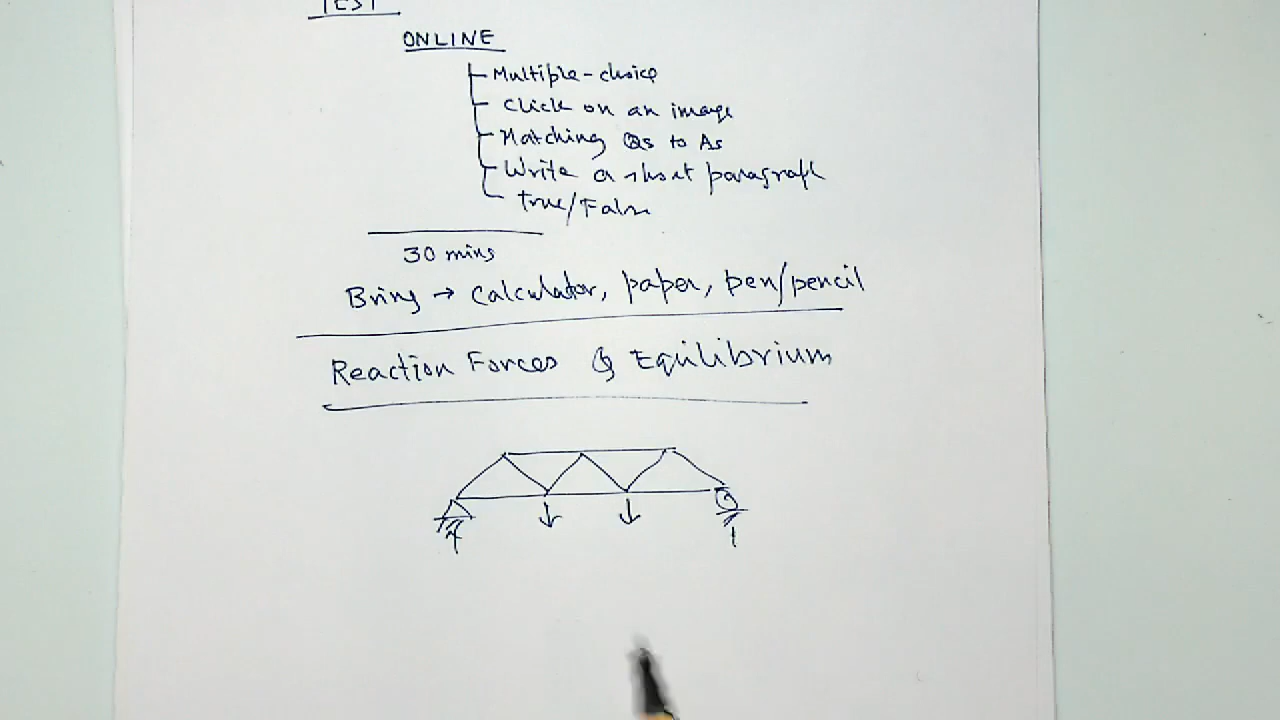 TEST
ONLINE
Multiple-choice
Click on an image
Matching Qs to As
Write a short paragraph
True/False
30 mins
Bring → Calculator, paper, pen/pencil
Reaction Forces & Equilibrium